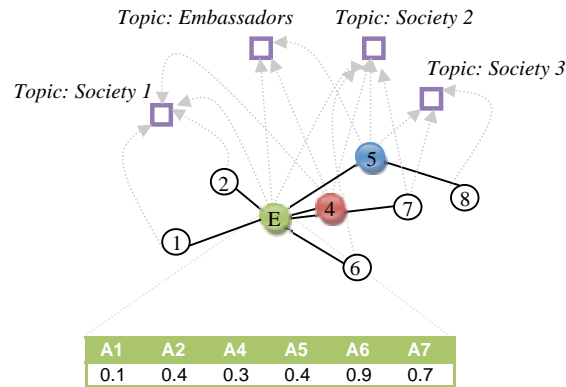 Topic: Embassadors
Topic: Society 2
Topic: Society 1
Topic: Society 3
5
2
8
4
7
E
1
6
A1 A2 A4 A5 A6 A7
0.1 0.4 0.3 0.4 0.9 0.7